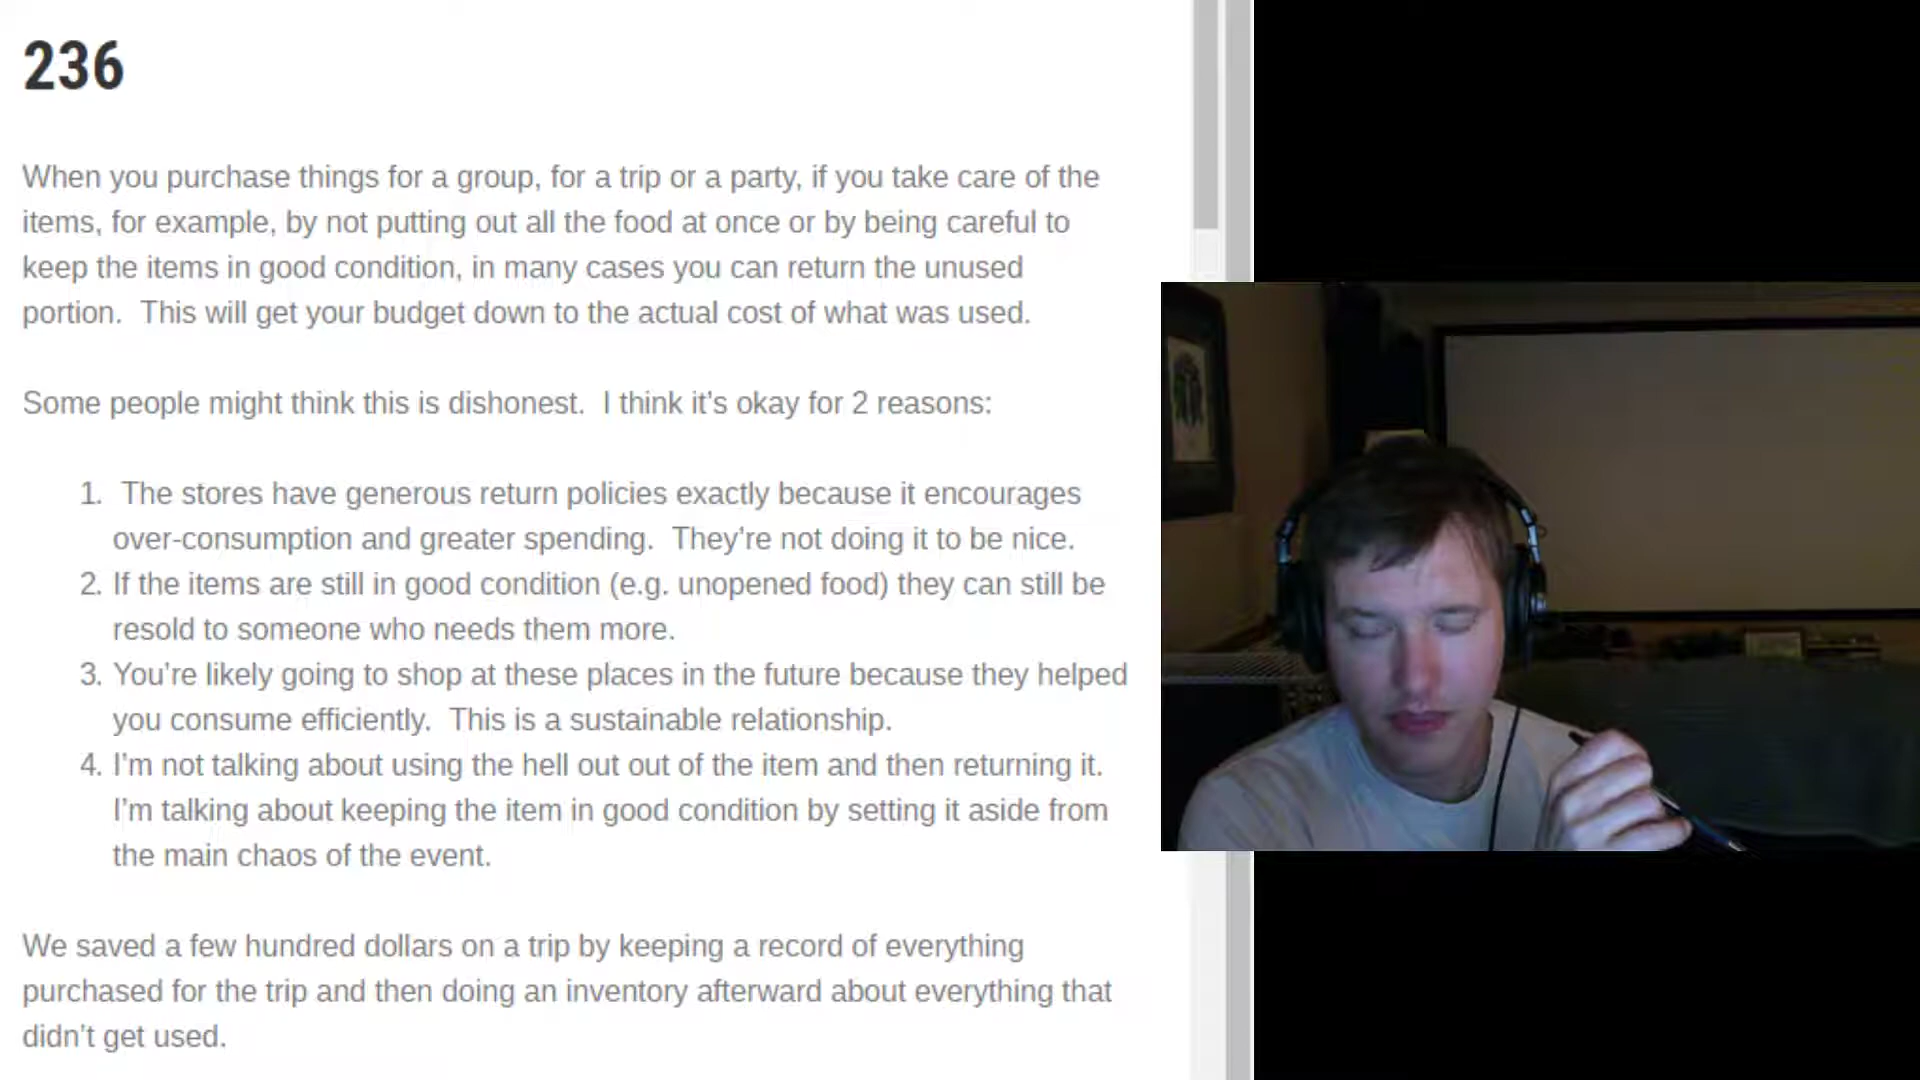 236
When you purchase things for a group, for a trip or a party, if you take care of the
items, for example, by not putting out all the food at once or by being careful to
keep the items in good condition, in many cases you can return the unused
portion.  This will get your budget down to the actual cost of what was used.
Some people might think this is dishonest.  I think it’s okay for 2 reasons:
1.  The stores have generous return policies exactly because it encourages
over-consumption and greater spending.  They’re not doing it to be nice.
2. If the items are still in good condition (e.g. unopened food) they can still be
resold to someone who needs them more.
3. You’re likely going to shop at these places in the future because they helped
you consume efficiently.  This is a sustainable relationship.
4. I’m not talking about using the hell out out of the item and then returning it.
I’m talking about keeping the item in good condition by setting it aside from
the main chaos of the event.
We saved a few hundred dollars on a trip by keeping a record of everything
purchased for the trip and then doing an inventory afterward about everything that
didn’t get used.